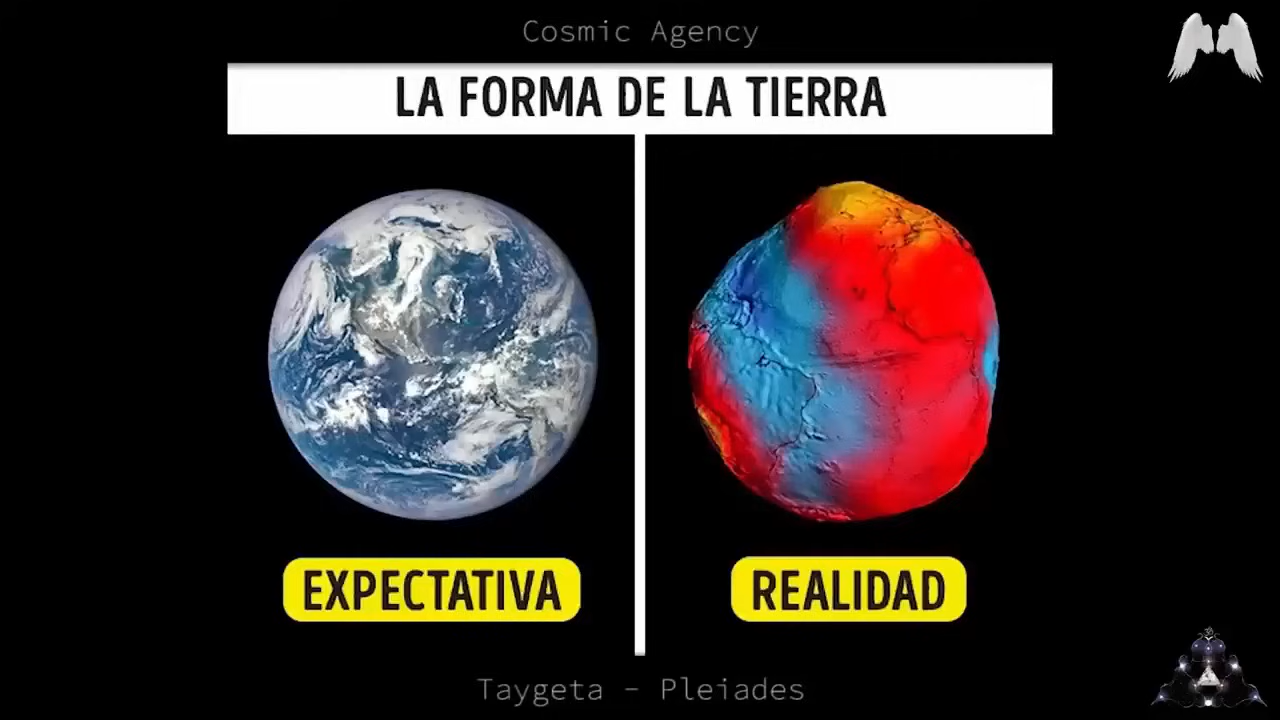 Cosmic Agency
LA FORMA DE LA TIERRA
EXPECTATIVA
REALIDAD
Taygeta - Pleiades